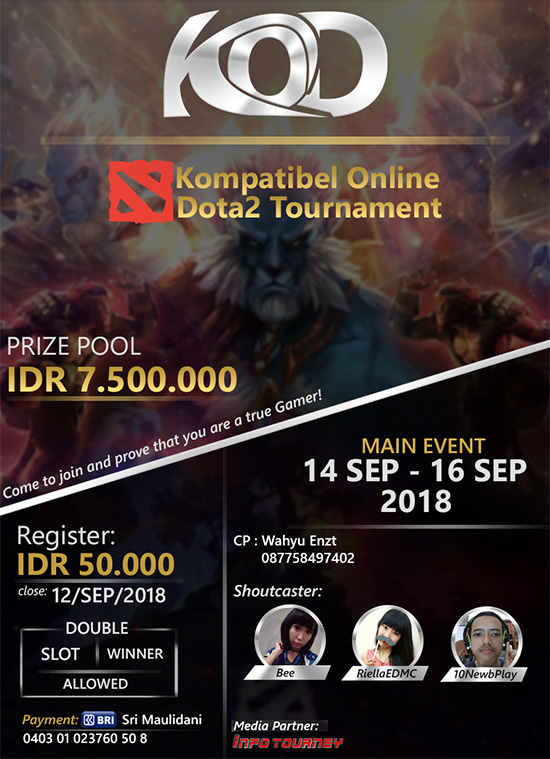 KOD
Kompatibel Online
Dota2 Tournament
PRIZE POOL
IDR 7.500.000
Come to join and prove that you are a true Gamer!
MAIN EVENT
14 SEP - 16 SEP
2018
Register:
IDR 50.000
close: 12/SEP/2018
DOUBLE
SLOT WINNER
ALLOWED
Payment: BRI Sri Maulidani
0403 01 023760 50 8
CP : Wahyu Enzt
087758497402
Shoutcaster:
Bee RiellaEDMC 10NewbPlay
Media Partner:
INFOTOURNEY